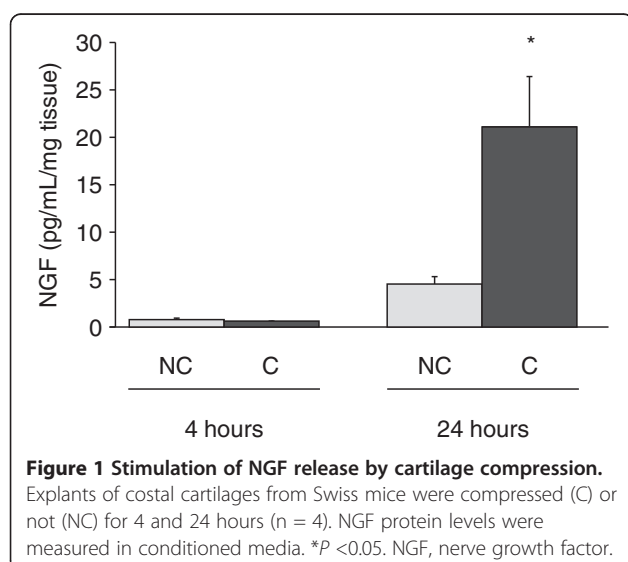 30
*
25
20
15
10
5
0
NGF (pg/mL/mg tissue)
NC C NC C
4 hours 24 hours
Figure 1 Stimulation of NGF release by cartilage compression.
Explants of costal cartilages from Swiss mice were compressed (C) or
not (NC) for 4 and 24 hours (n = 4). NGF protein levels were
measured in conditioned media. *P <0.05. NGF, nerve growth factor.